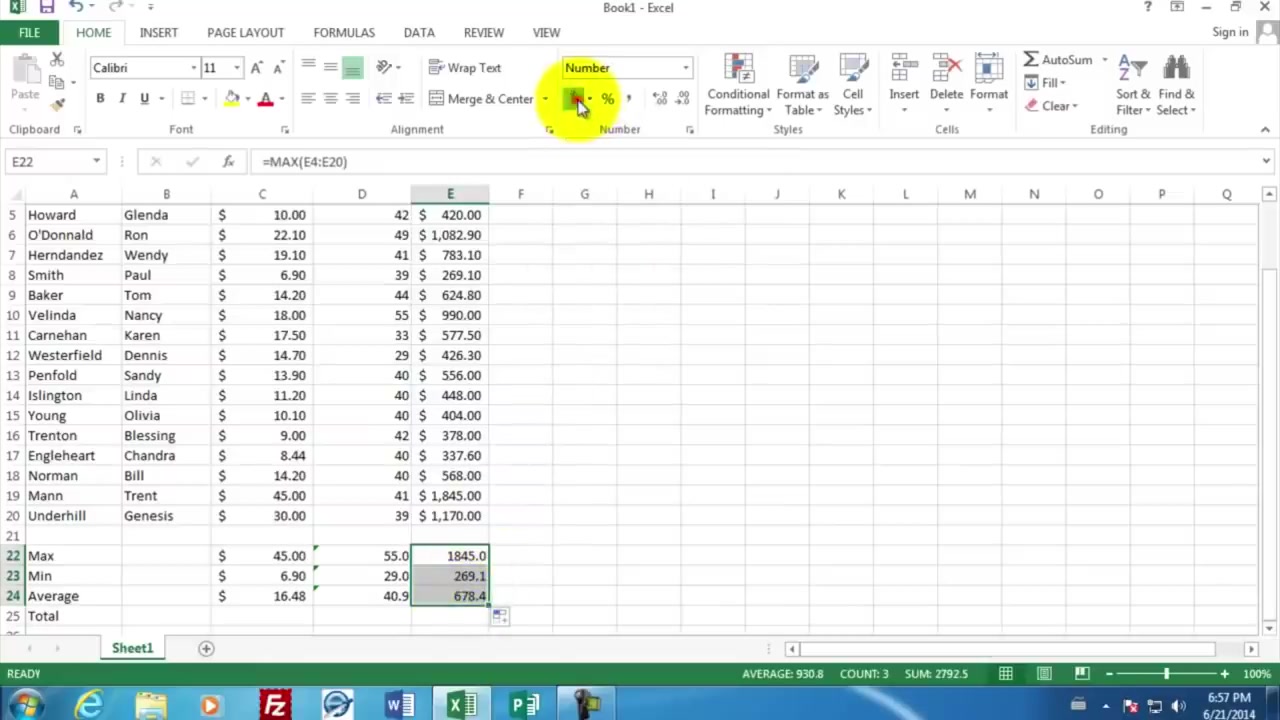 Book1 - Excel
?
FILE HOME INSERT PAGE LAYOUT FORMULAS DATA REVIEW VIEW Sign in
Paste
Calibri 11
Wrap Text
Number
Conditional Formatting
Format as Table
Cell Styles
Insert
Delete
Format
AutoSum
Fill
Clear
Sort & Filter
Find & Select
B I U A
Merge & Center
% ,
Clipboard Font Alignment Number Styles Cells Editing
E22 fx =MAX(E4:E20)
A B C D E F G H I J K L M N O P Q
5 Howard Glenda $ 10.00 42 $ 420.00
6 O'Donnald Ron $ 22.10 49 $ 1,082.90
7 Herndandez Wendy $ 19.10 41 $ 783.10
8 Smith Paul $ 6.90 39 $ 269.10
9 Baker Tom $ 14.20 44 $ 624.80
10 Velinda Nancy $ 18.00 55 $ 990.00
11 Carnehan Karen $ 17.50 33 $ 577.50
12 Westerfield Dennis $ 14.70 29 $ 426.30
13 Penfold Sandy $ 13.90 40 $ 556.00
14 Islington Linda $ 11.20 40 $ 448.00
15 Young Olivia $ 10.10 40 $ 404.00
16 Trenton Blessing $ 9.00 42 $ 378.00
17 Engleheart Chandra $ 8.44 40 $ 337.60
18 Norman Bill $ 14.20 40 $ 568.00
19 Mann Trent $ 45.00 41 $ 1,845.00
20 Underhill Genesis $ 30.00 39 $ 1,170.00
21
22 Max $ 45.00 55.0 1845.0
23 Min $ 6.90 29.0 269.1
24 Average $ 16.48 40.9 678.4
25 Total
Sheet1
READY AVERAGE: 930.8 COUNT: 3 SUM: 2792.5 100%
6:57 PM
6/21/2014